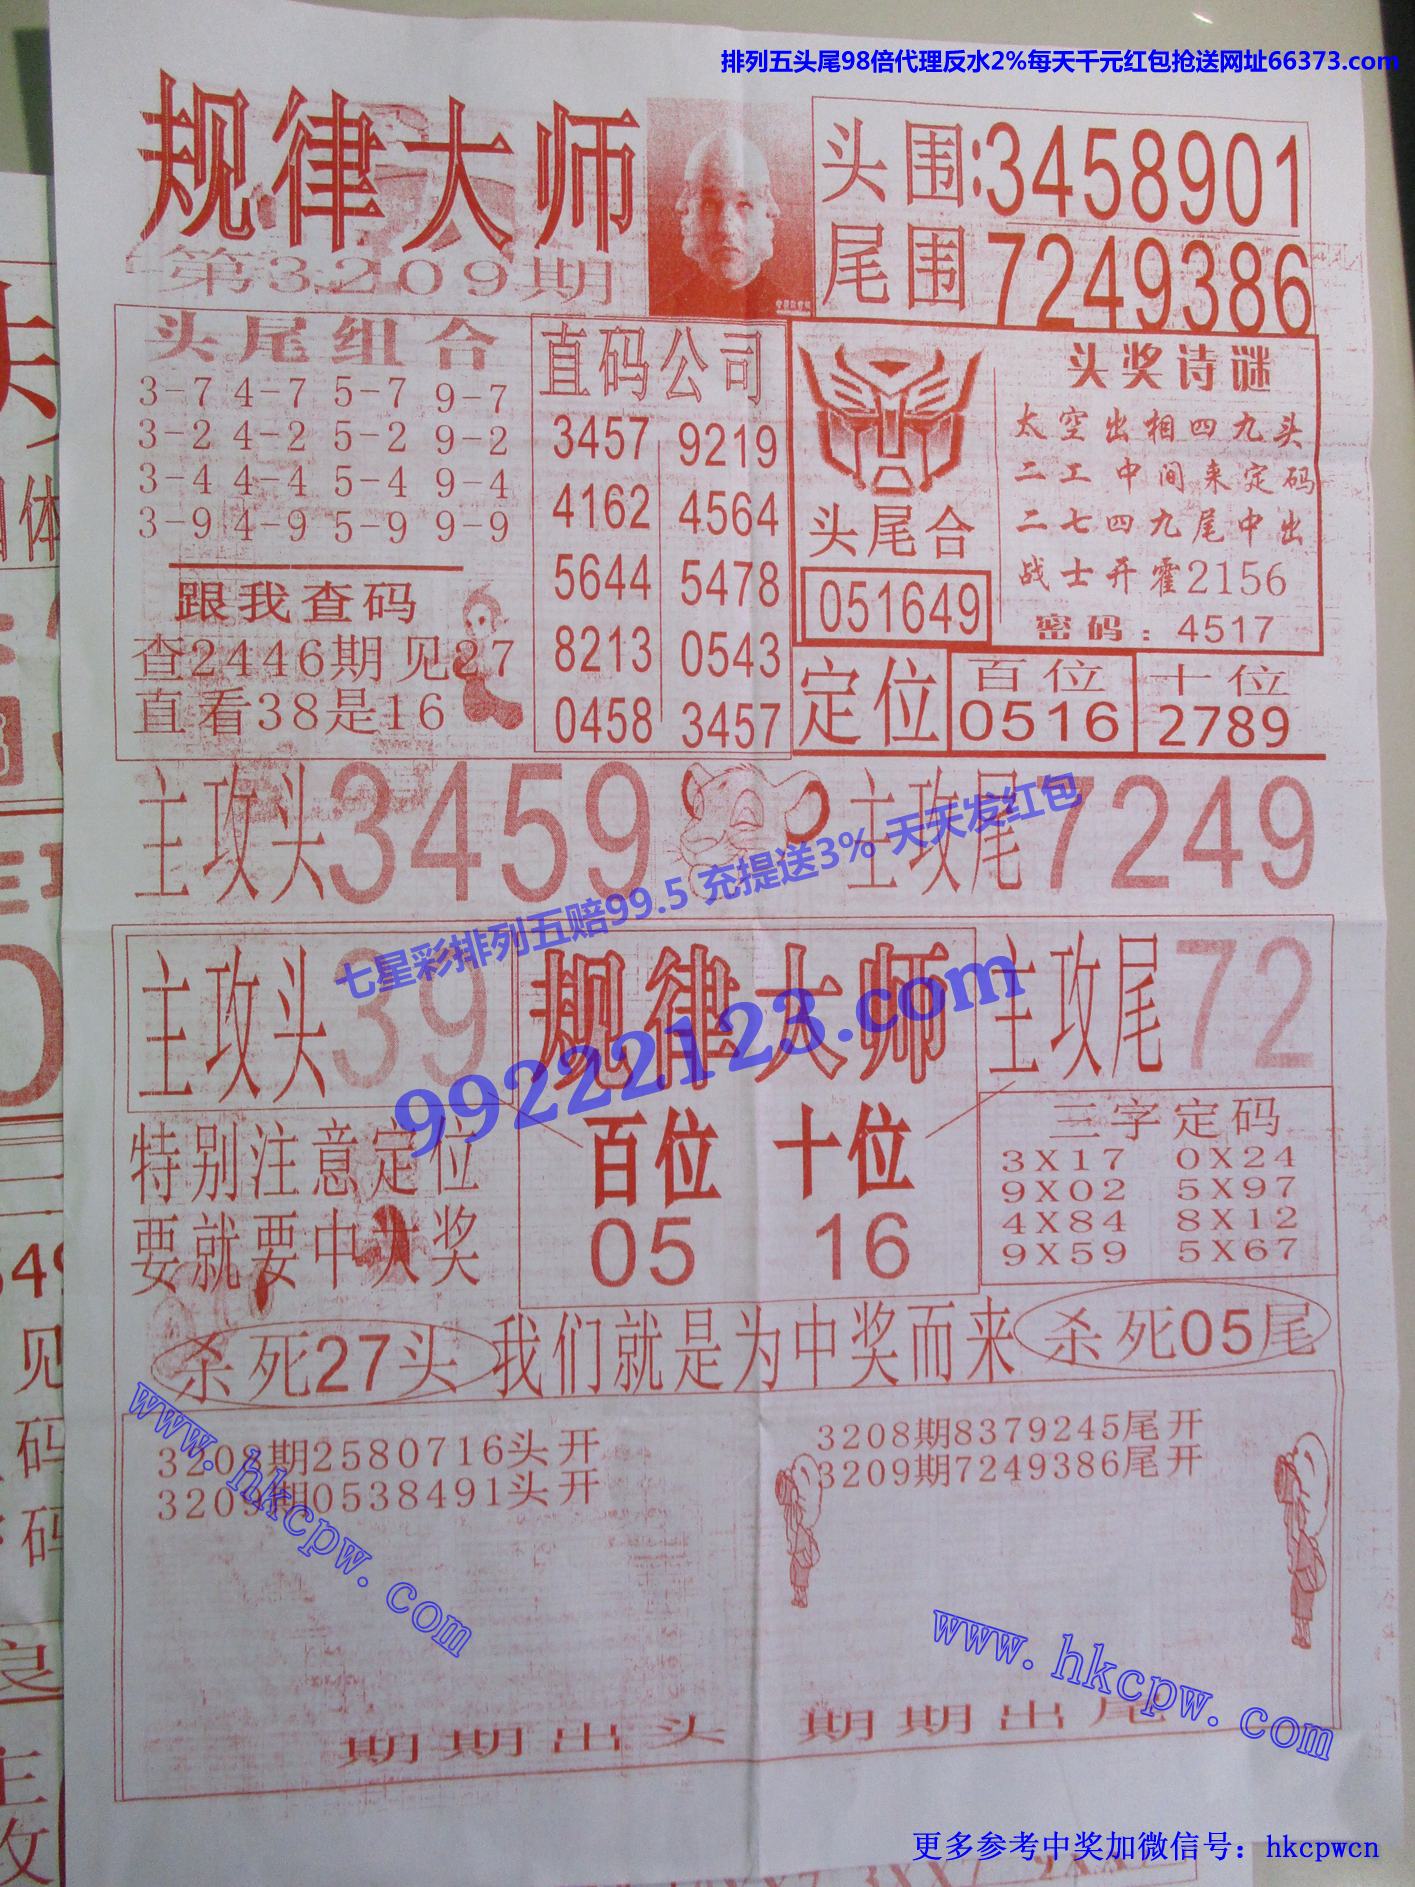 排列五头尾98倍代理反水2%每天千元红包抢送网址66373.com
规律大师
第3209期
头围:3458901
尾围 7249386
头尾组合
3-7 4-7 5-7 9-7
3-2 4-2 5-2 9-2
3-4 4-4 5-4 9-4
3-9 4-9 5-9 9-9
跟我查码
查2446期见27
直看38是16
直码公司
3457 9219
4162 4564
5644 5478
8213 0543
0458 3457
头尾合
051649
头奖诗谜
太空出相四九头
二工中间来定码
二七四九尾中出
战士开霍2156
密码：4517
定位
百位
0516
十位
2789
主攻头3459
主攻尾7249
七星彩排列五赔99.5 充提送3% 天天发红包
99222123.com
主攻头39
规律大师
主攻尾72
特别注意定位
要就要中大奖
百位 十位
05 16
三字定码
3X17 0X24
9X02 5X97
4X84 8X12
9X59 5X67
杀死27头
我们就是为中奖而来
杀死05尾
3208期2580716头开
3209期0538491头开
3208期8379245尾开
3209期7249386尾开
www.hkcpw.com
www.hkcpw.com
期期出头 期期出尾
更多参考中奖加微信号：hkcpwcn